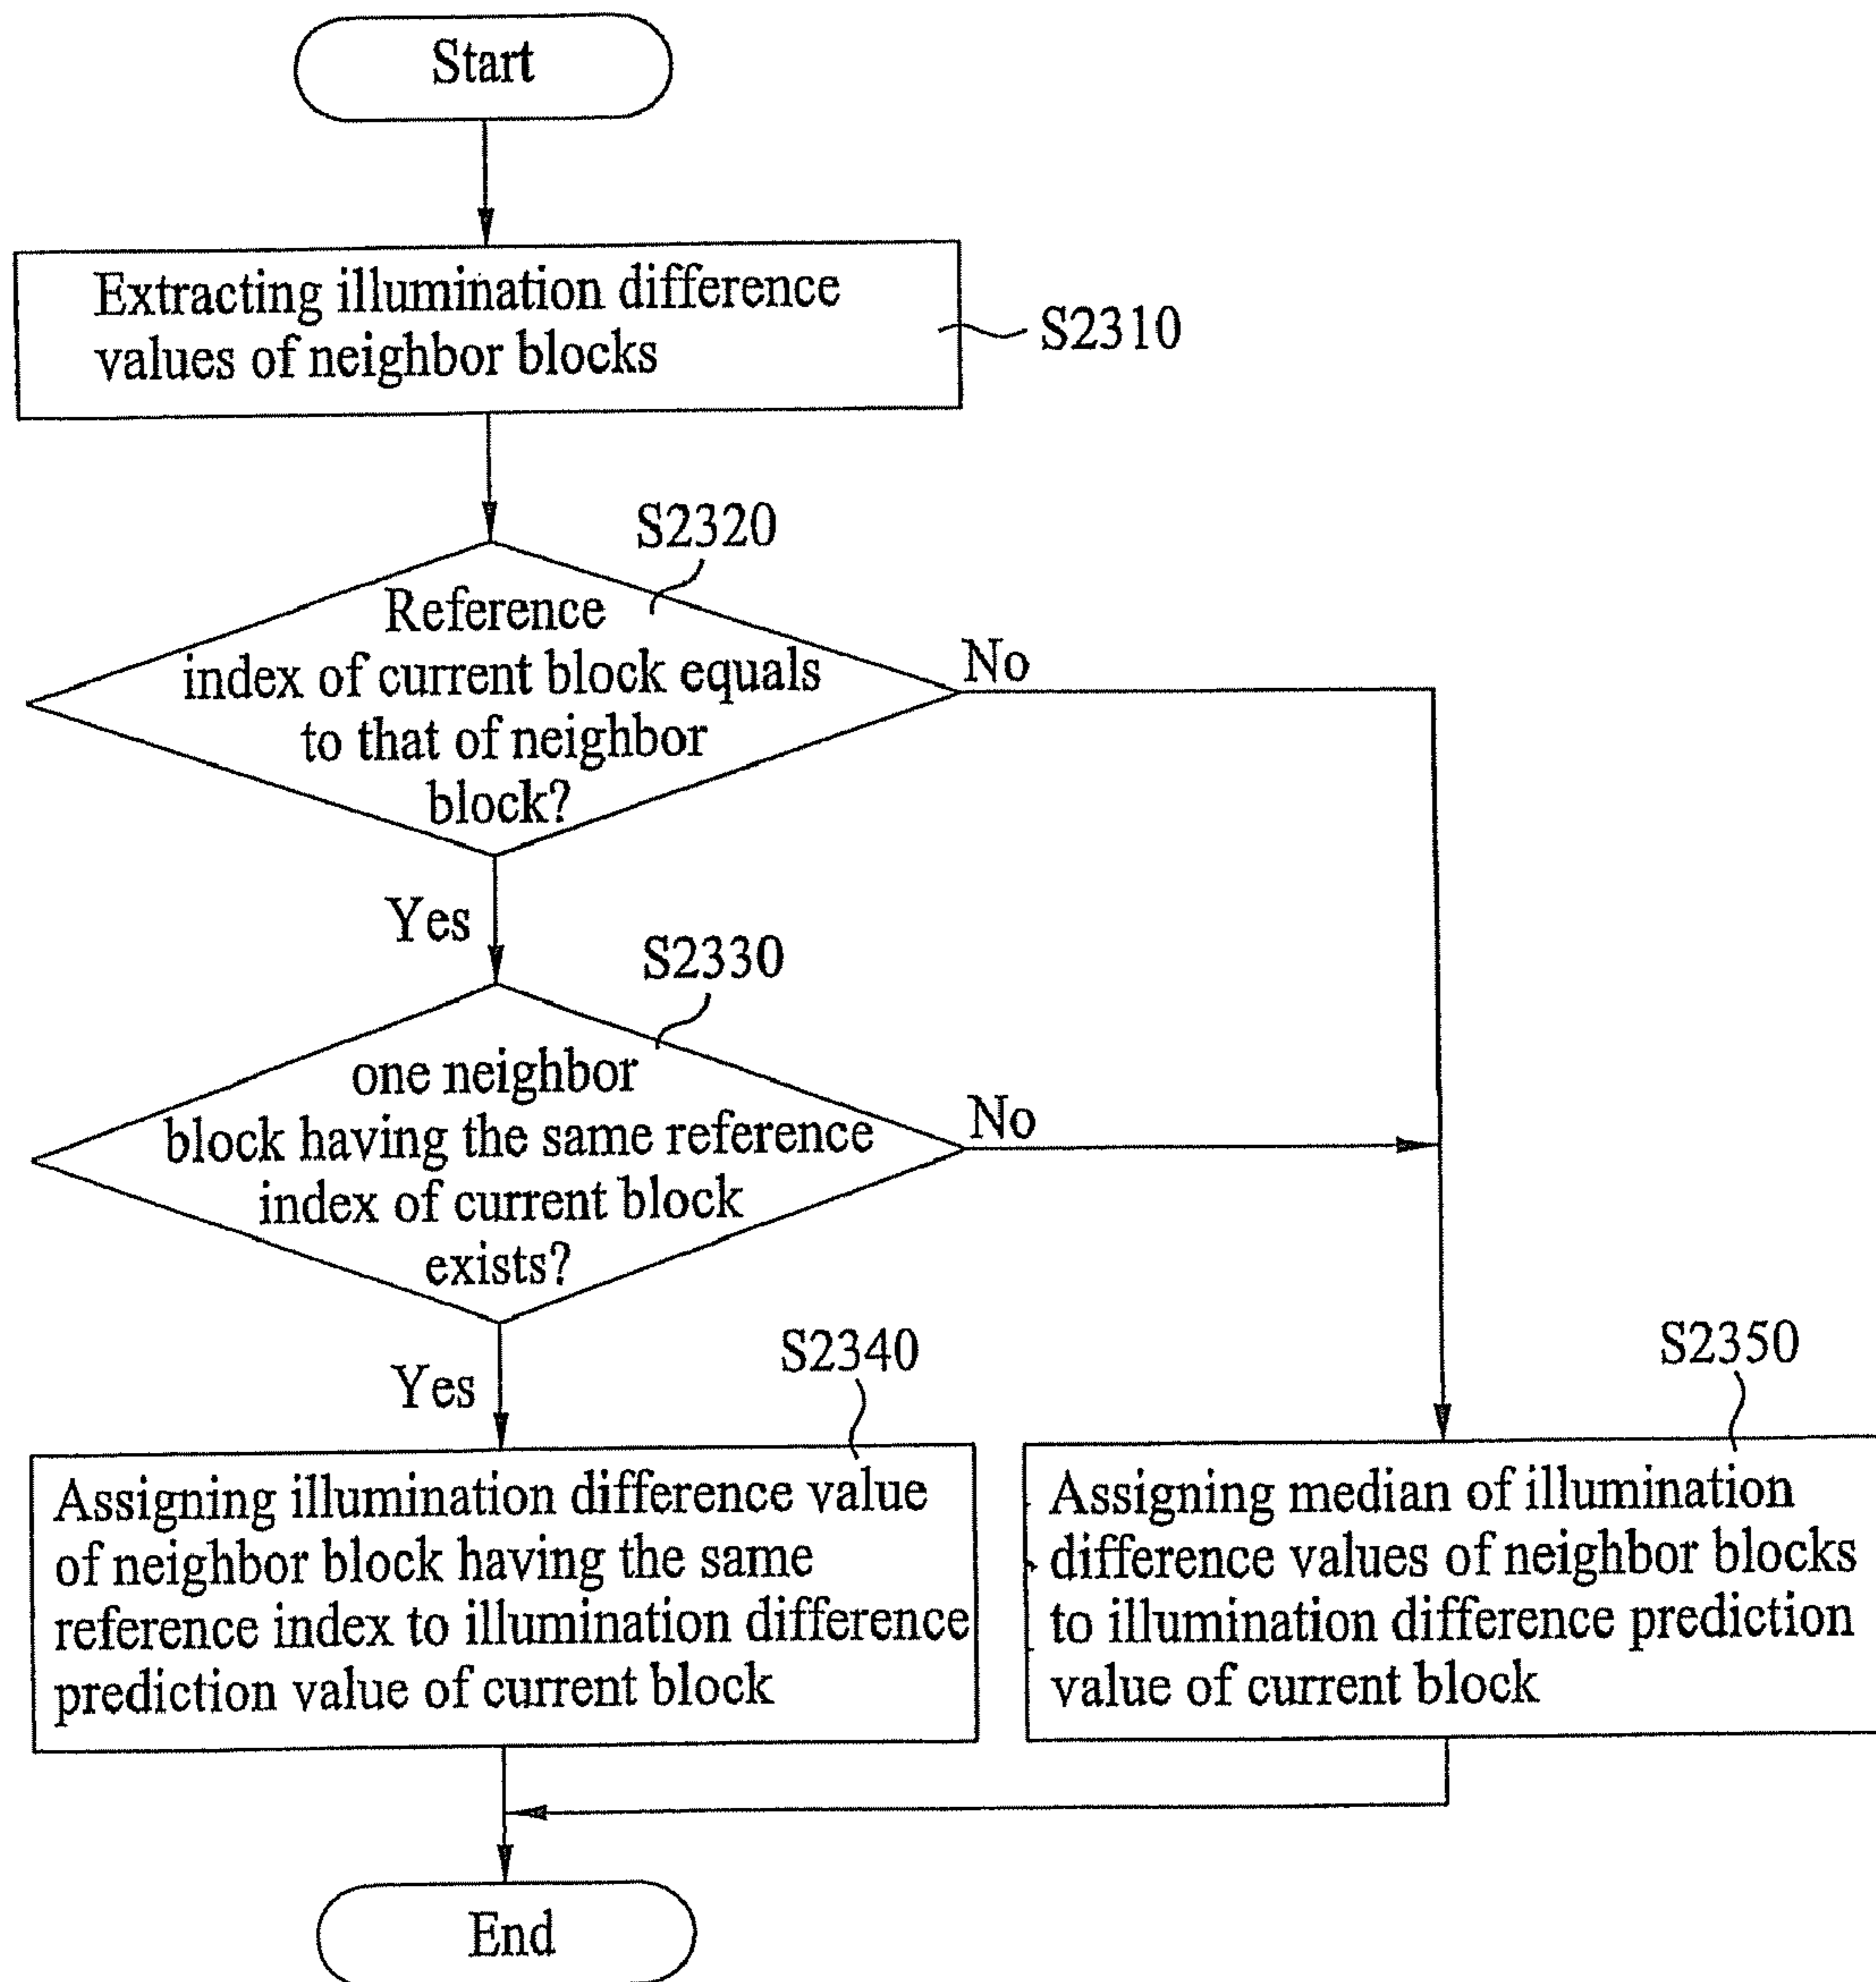 Start
Extracting illumination difference
values of neighbor blocks
S2310
S2320
Reference
index of current block equals
to that of neighbor
block?
No
Yes
S2330
one neighbor
block having the same reference
index of current block
exists?
No
Yes
S2340
Assigning illumination difference value
of neighbor block having the same
reference index to illumination difference
prediction value of current block
S2350
Assigning median of illumination
difference values of neighbor blocks
to illumination difference prediction
value of current block
End